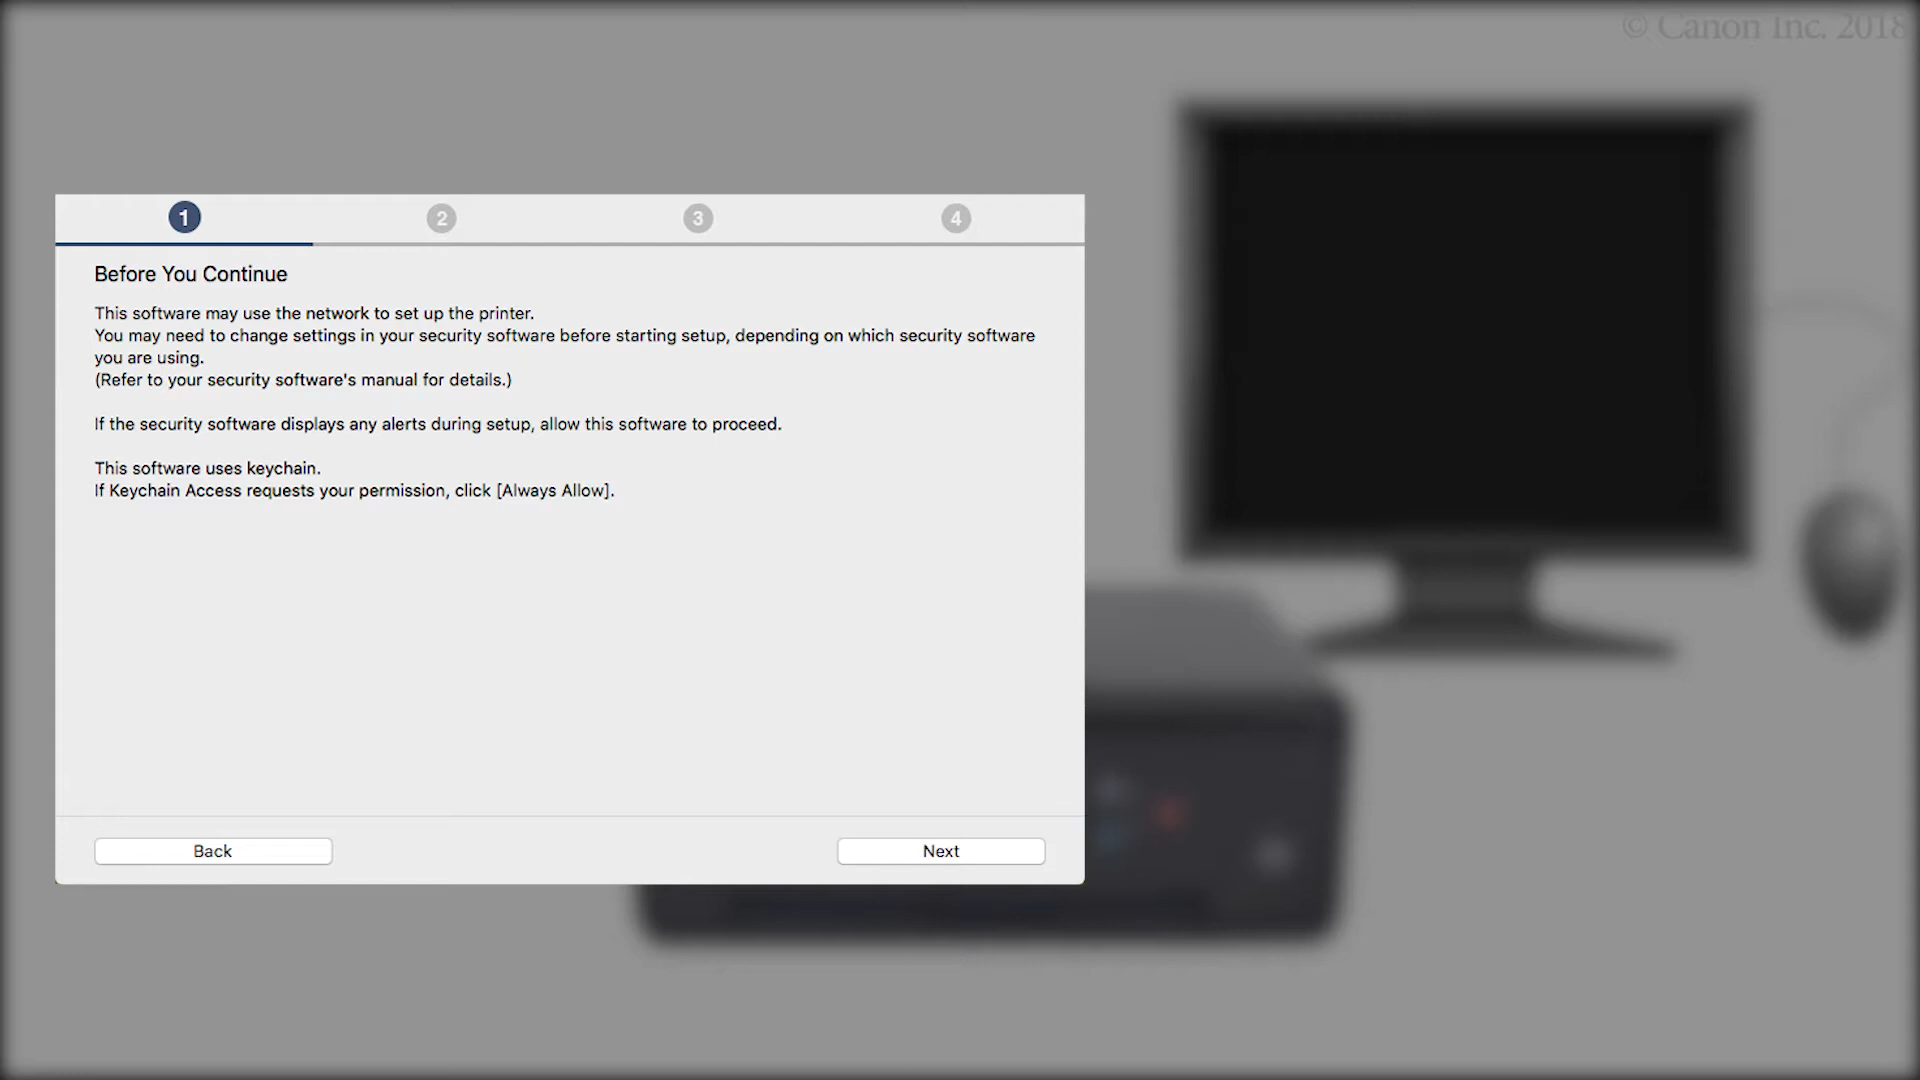 © Canon Inc. 2018
1 2 3 4
Before You Continue
This software may use the network to set up the printer.
You may need to change settings in your security software before starting setup, depending on which security software
you are using.
(Refer to your security software's manual for details.)
If the security software displays any alerts during setup, allow this software to proceed.
This software uses keychain.
If Keychain Access requests your permission, click [Always Allow].
Back Next